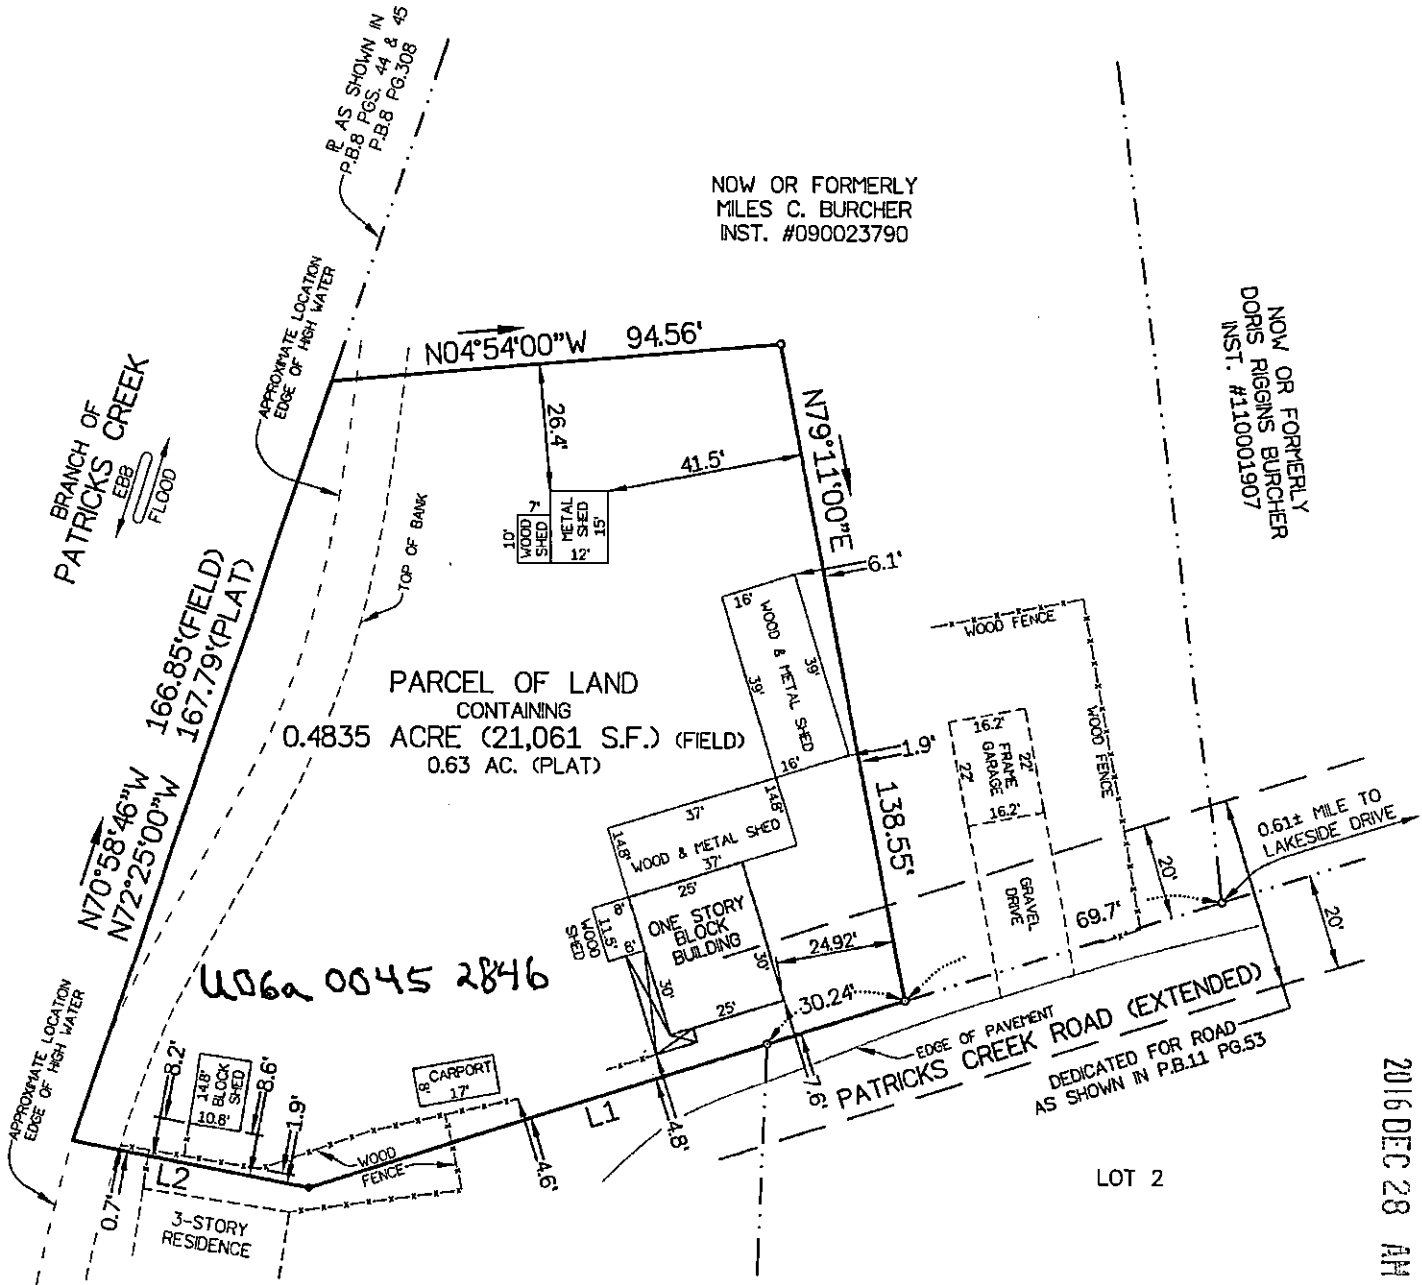 ℄ AS SHOWN IN
P.B.8 PGS. 44 & 45
P.B.8 PG.308
NOW OR FORMERLY
MILES C. BURCHER
INST. #090023790
NOW OR FORMERLY
DORIS RIGGINS BURCHER
INST. #110001907
APPROXIMATE LOCATION
EDGE OF HIGH WATER
BRANCH OF
PATRICKS CREEK
EBB
FLOOD
N04°54'00"W 94.56'
N79°11'00"E
138.55'
26.4'
41.5'
7'
10'
WOOD
SHED
METAL
SHED
15'
12'
TOP OF BANK
6.1'
16'
WOOD & METAL SHED
39'
39'
16'
1.9'
WOOD FENCE
WOOD FENCE
166.85'(FIELD)
167.79'(PLAT)
N70°58'46"W
N72°25'00"W
PARCEL OF LAND
CONTAINING
0.4835 ACRE (21,061 S.F.) (FIELD)
0.63 AC. (PLAT)
16.2'
FRAME
GARAGE
22'
22'
16.2'
GRAVEL
DRIVE
0.61± MILE TO
LAKESIDE DRIVE
20'
20'
69.7'
37'
14.8'
14.8'
WOOD & METAL SHED
37'
25'
8'
11.5'
WOOD
SHED
6'
ONE STORY
BLOCK
BUILDING
30'
30'
25'
24.92'
30.24'
U06a 0045 2846
EDGE OF PAVEMENT
PATRICKS CREEK ROAD (EXTENDED)
DEDICATED FOR ROAD
AS SHOWN IN P.B.11 PG.53
APPROXIMATE LOCATION
EDGE OF HIGH WATER
8.2'
14.8'
BLOCK
SHED
10.8'
8.6'
1.9'
8'
CARPORT
17'
WOOD
FENCE
L1
L2
4.6'
4.8'
7.6'
0.7'
3-STORY
RESIDENCE
LOT 2
2016 DEC 28 AM